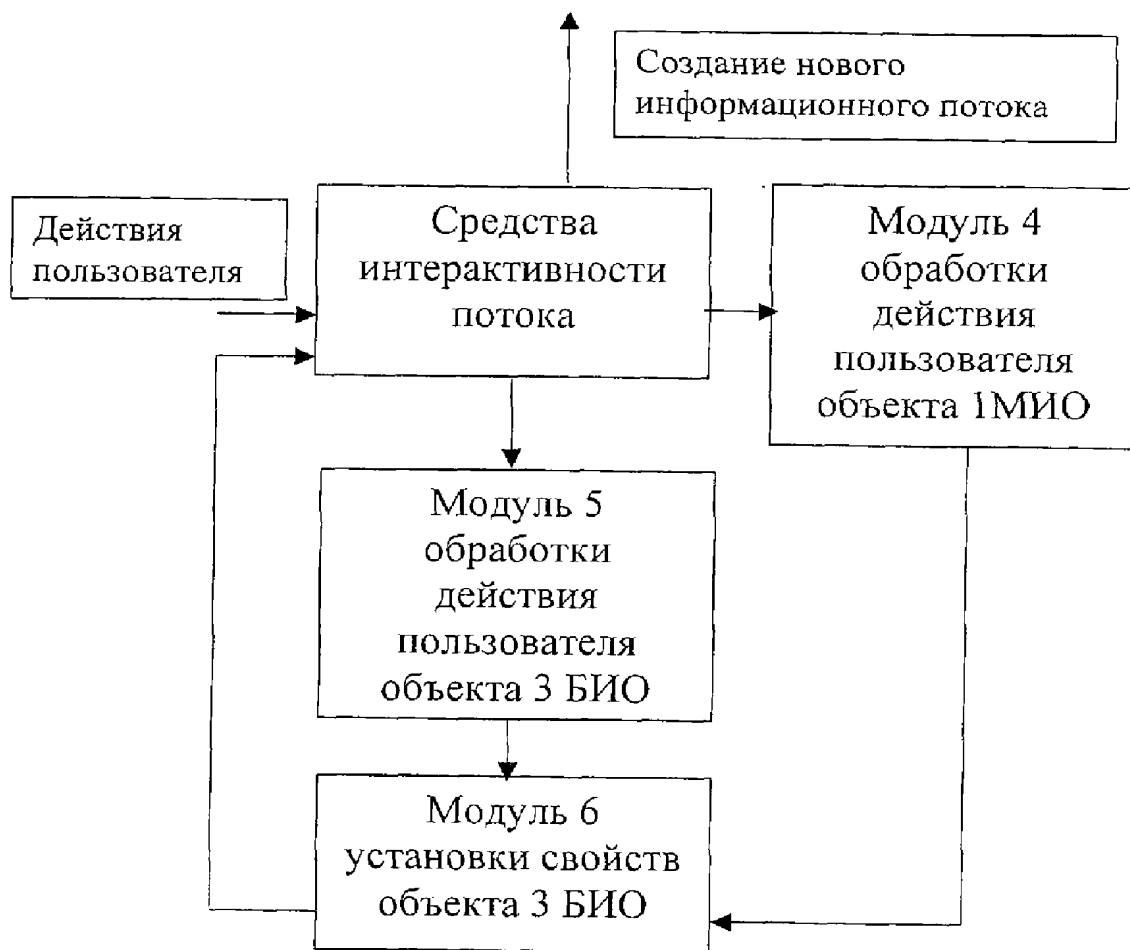 Создание нового
информационного потока
Действия
пользователя
Средства
интерактивности
потока
Модуль 4
обработки
действия
пользователя
объекта 1МИО
Модуль 5
обработки
действия
пользователя
объекта 3 БИО
Модуль 6
установки свойств
объекта 3 БИО